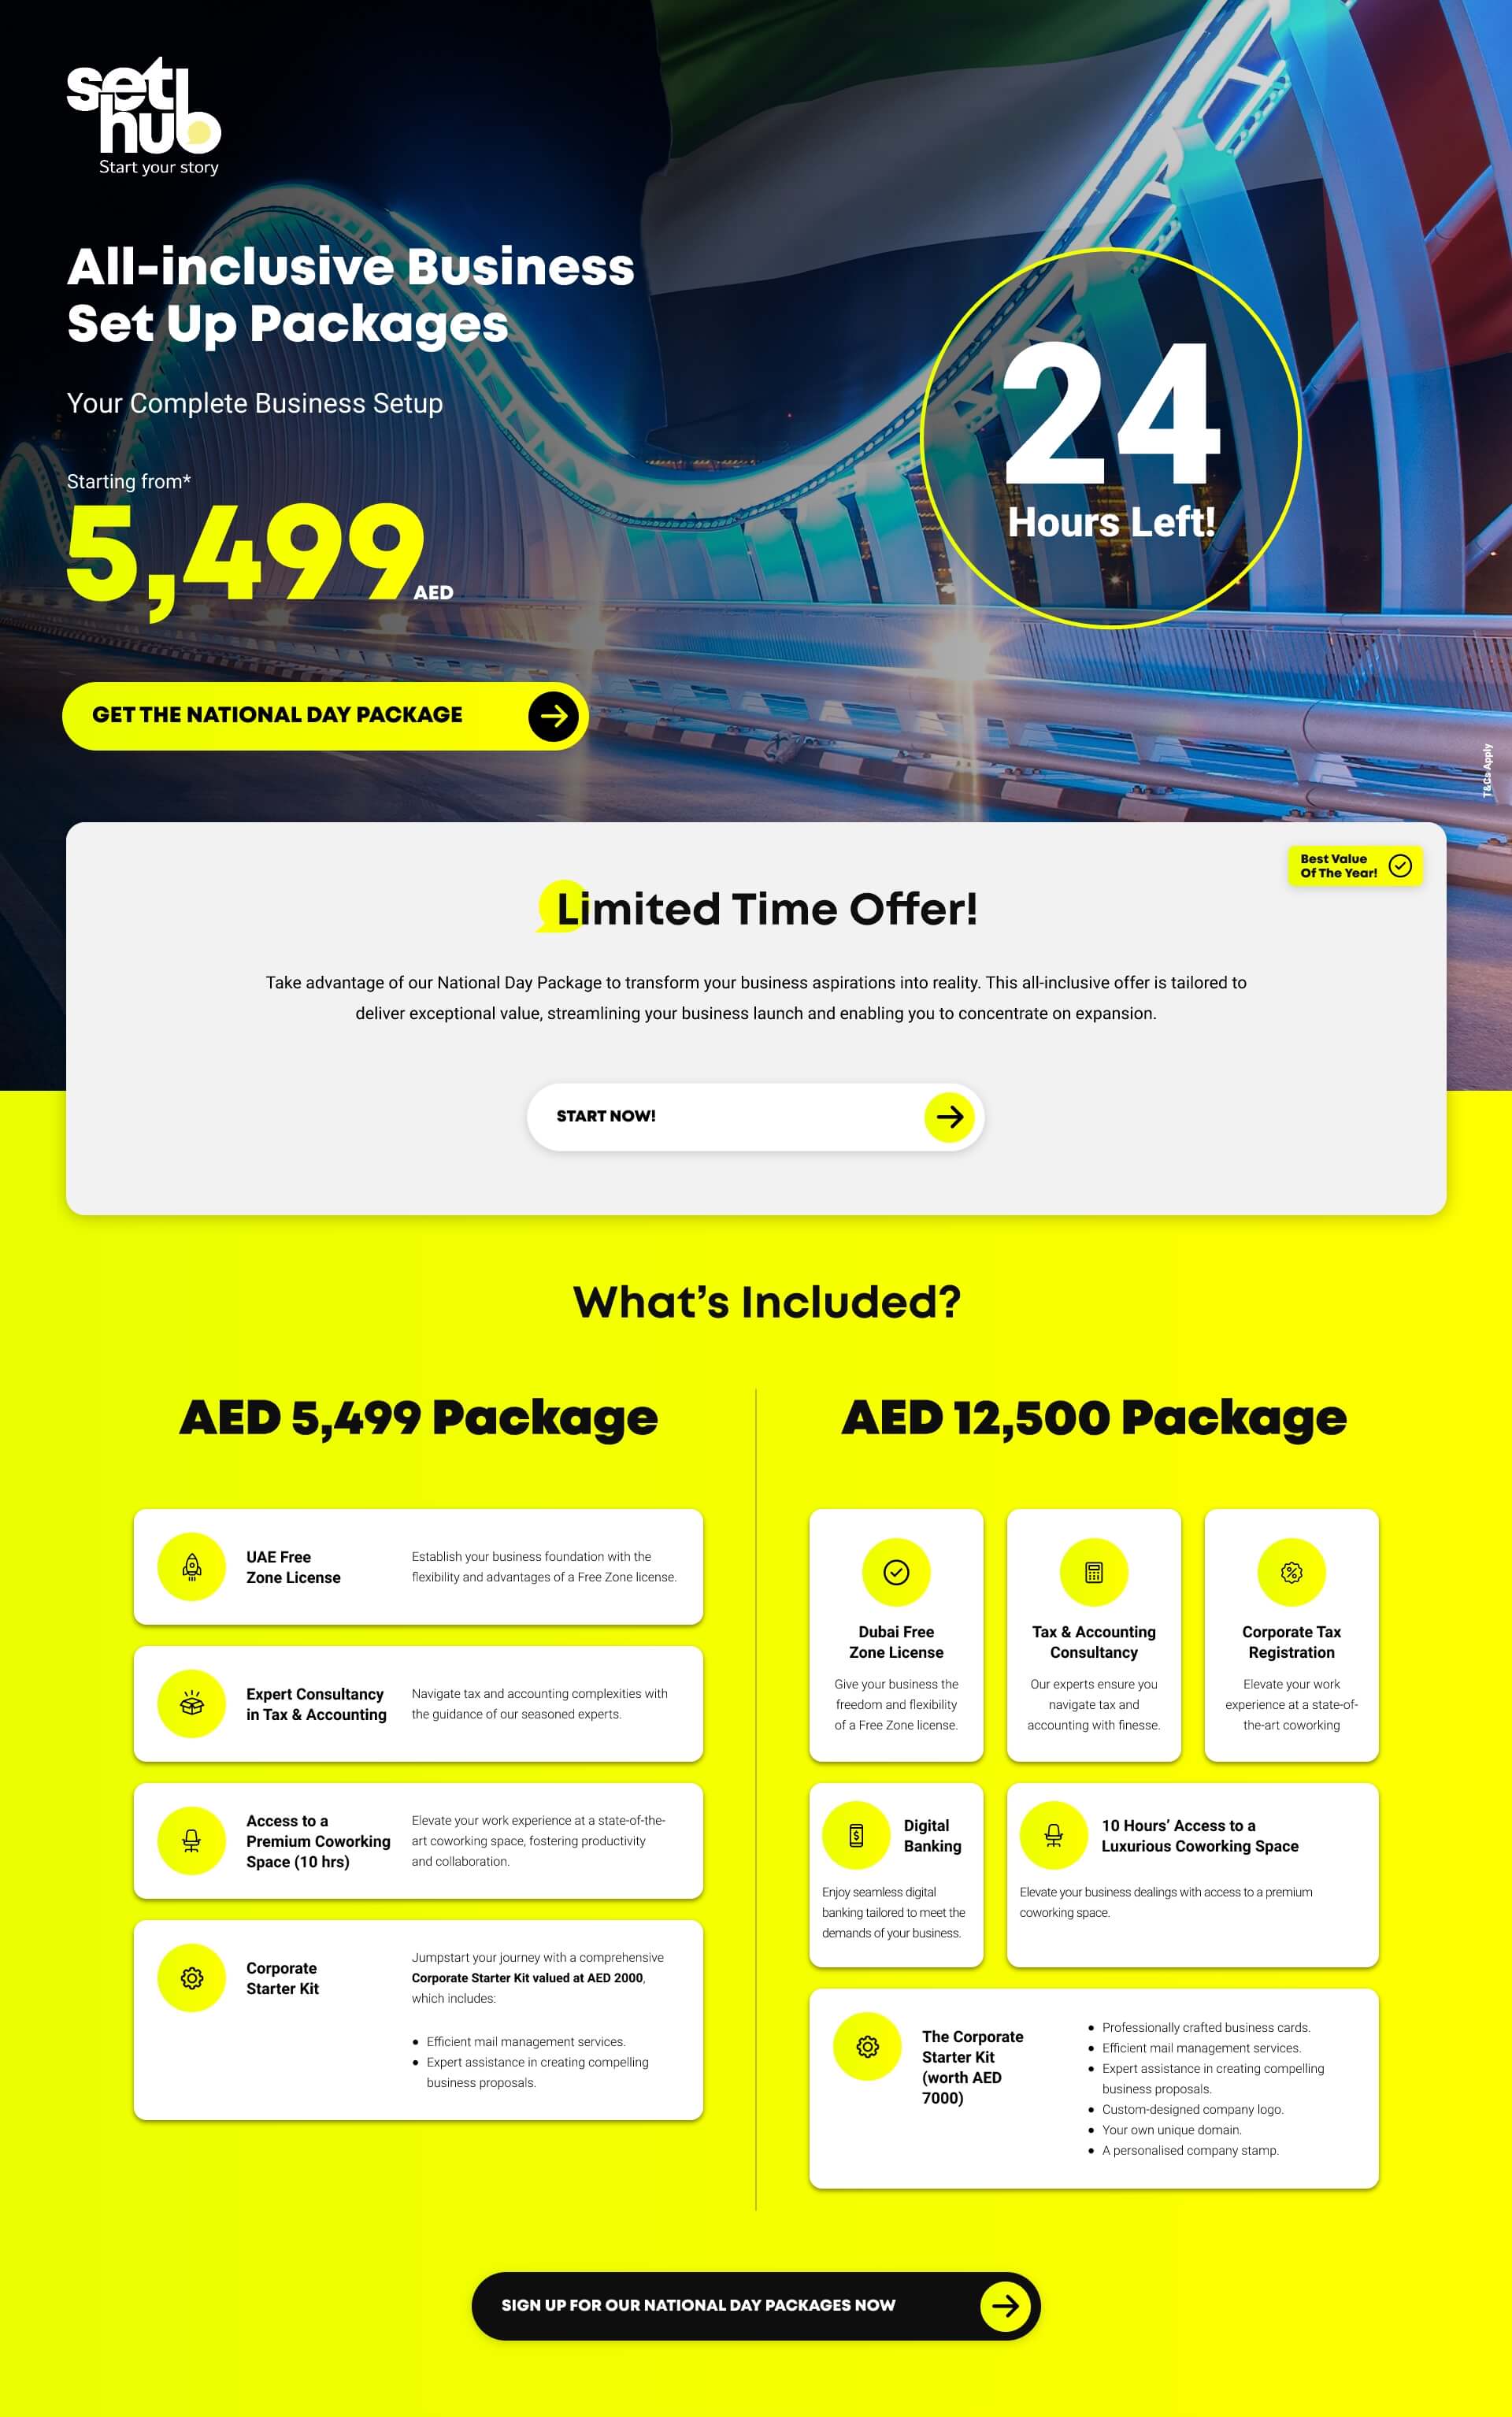 set
hub
Start your story
All-inclusive Business
Set Up Packages
Your Complete Business Setup
Starting from*
5,499 AED
24
Hours Left!
GET THE NATIONAL DAY PACKAGE
T&Cs Apply
Best Value
Of The Year!
Limited Time Offer!
Take advantage of our National Day Package to transform your business aspirations into reality. This all-inclusive offer is tailored to
deliver exceptional value, streamlining your business launch and enabling you to concentrate on expansion.
START NOW!
What’s Included?
AED 5,499 Package
UAE Free
Zone License
Establish your business foundation with the
flexibility and advantages of a Free Zone license.
Expert Consultancy
in Tax & Accounting
Navigate tax and accounting complexities with
the guidance of our seasoned experts.
Access to a
Premium Coworking
Space (10 hrs)
Elevate your work experience at a state-of-the-
art coworking space, fostering productivity
and collaboration.
Corporate
Starter Kit
Jumpstart your journey with a comprehensive
Corporate Starter Kit valued at AED 2000,
which includes:
● Efficient mail management services.
● Expert assistance in creating compelling
business proposals.
AED 12,500 Package
Dubai Free
Zone License
Give your business the
freedom and flexibility
of a Free Zone license.
Tax & Accounting
Consultancy
Our experts ensure you
navigate tax and
accounting with finesse.
Corporate Tax
Registration
Elevate your work
experience at a state-of-
the-art coworking
Digital
Banking
Enjoy seamless digital
banking tailored to meet the
demands of your business.
10 Hours’ Access to a
Luxurious Coworking Space
Elevate your business dealings with access to a premium
coworking space.
The Corporate
Starter Kit
(worth AED
7000)
● Professionally crafted business cards.
● Efficient mail management services.
● Expert assistance in creating compelling
business proposals.
● Custom-designed company logo.
● Your own unique domain.
● A personalised company stamp.
SIGN UP FOR OUR NATIONAL DAY PACKAGES NOW